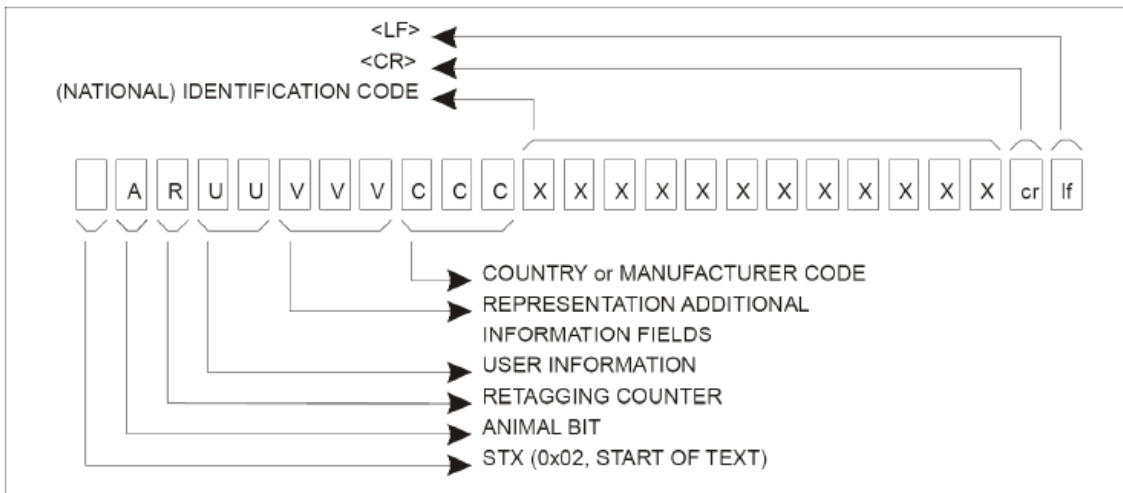 <LF>
<CR>
(NATIONAL) IDENTIFICATION CODE
A R U U V V V C C C X X X X X X X X X X X X cr lf
COUNTRY or MANUFACTURER CODE
REPRESENTATION ADDITIONAL
INFORMATION FIELDS
USER INFORMATION
RETAGGING COUNTER
ANIMAL BIT
STX (0x02, START OF TEXT)